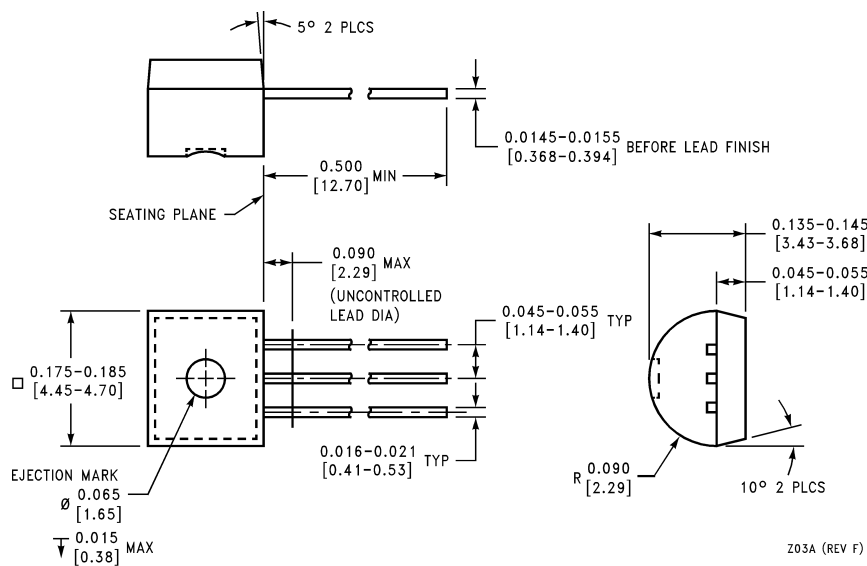 5° 2 PLCS
0.0145-0.0155
[0.368-0.394] BEFORE LEAD FINISH
0.500
[12.70] MIN
SEATING PLANE
0.090
[2.29] MAX
(UNCONTROLLED
LEAD DIA)
0.135-0.145
[3.43-3.68]
0.045-0.055
[1.14-1.40]
0.045-0.055
[1.14-1.40] TYP
0.175-0.185
[4.45-4.70]
0.016-0.021
[0.41-0.53] TYP
EJECTION MARK
Ø 0.065
[1.65]
0.015
[0.38] MAX
R 0.090
[2.29]
10° 2 PLCS
Z03A (REV F)